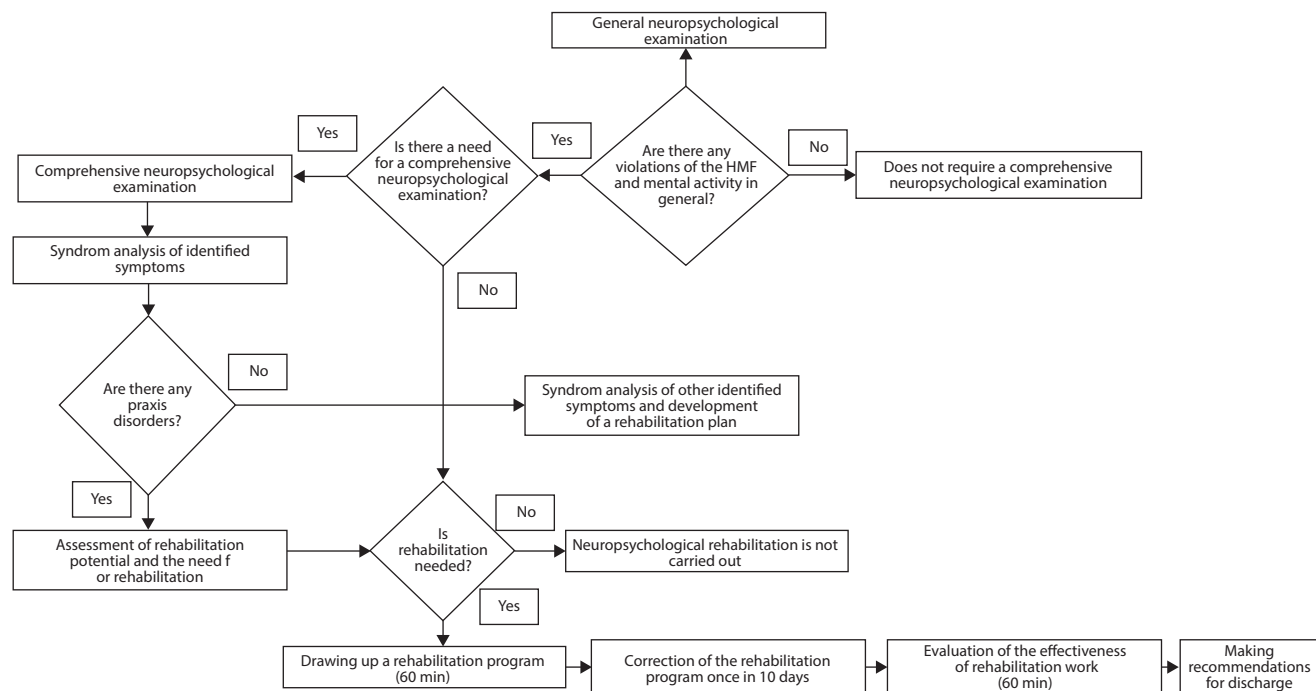 General neuropsychological
examination
Yes
Is there a need
for a comprehensive
neuropsychological
examination?
Yes
Are there any
violations of the HMF
and mental activity in
general?
No
Does not require a comprehensive
neuropsychological examination
Comprehensive neuropsychological
examination
Syndrom analysis of identified
symptoms
No
Are there any
praxis
disorders?
No
Syndrom analysis of other identified
symptoms and development
of a rehabilitation plan
Yes
Assessment of rehabilitation
potential and the need f
or rehabilitation
Is
rehabilitation
needed?
No
Neuropsychological rehabilitation is not
carried out
Yes
Drawing up a rehabilitation program
(60 min)
Correction of the rehabilitation
program once in 10 days
Evaluation of the effectiveness
of rehabilitation work
(60 min)
Making
recommendations
for discharge